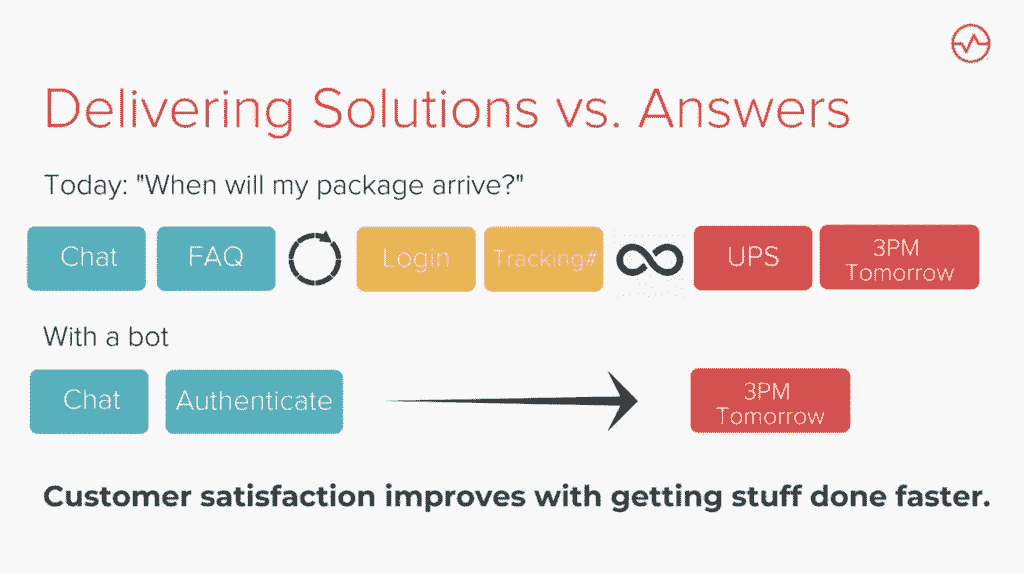 Delivering Solutions vs. Answers
Today: "When will my package arrive?"
Chat FAQ Login Tracking# UPS 3PM Tomorrow
With a bot
Chat Authenticate 3PM Tomorrow
Customer satisfaction improves with getting stuff done faster.